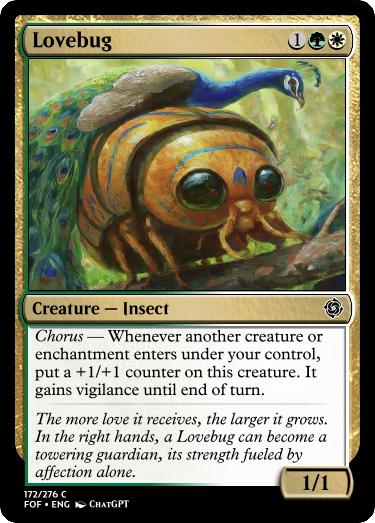 Lovebug 1
Creature — Insect
Chorus — Whenever another creature or
enchantment enters under your control,
put a +1/+1 counter on this creature. It
gains vigilance until end of turn.
The more love it receives, the larger it grows.
In the right hands, a Lovebug can become a
towering guardian, its strength fueled by
affection alone.
1/1
172/276 C
FOF • ENG ChatGPT